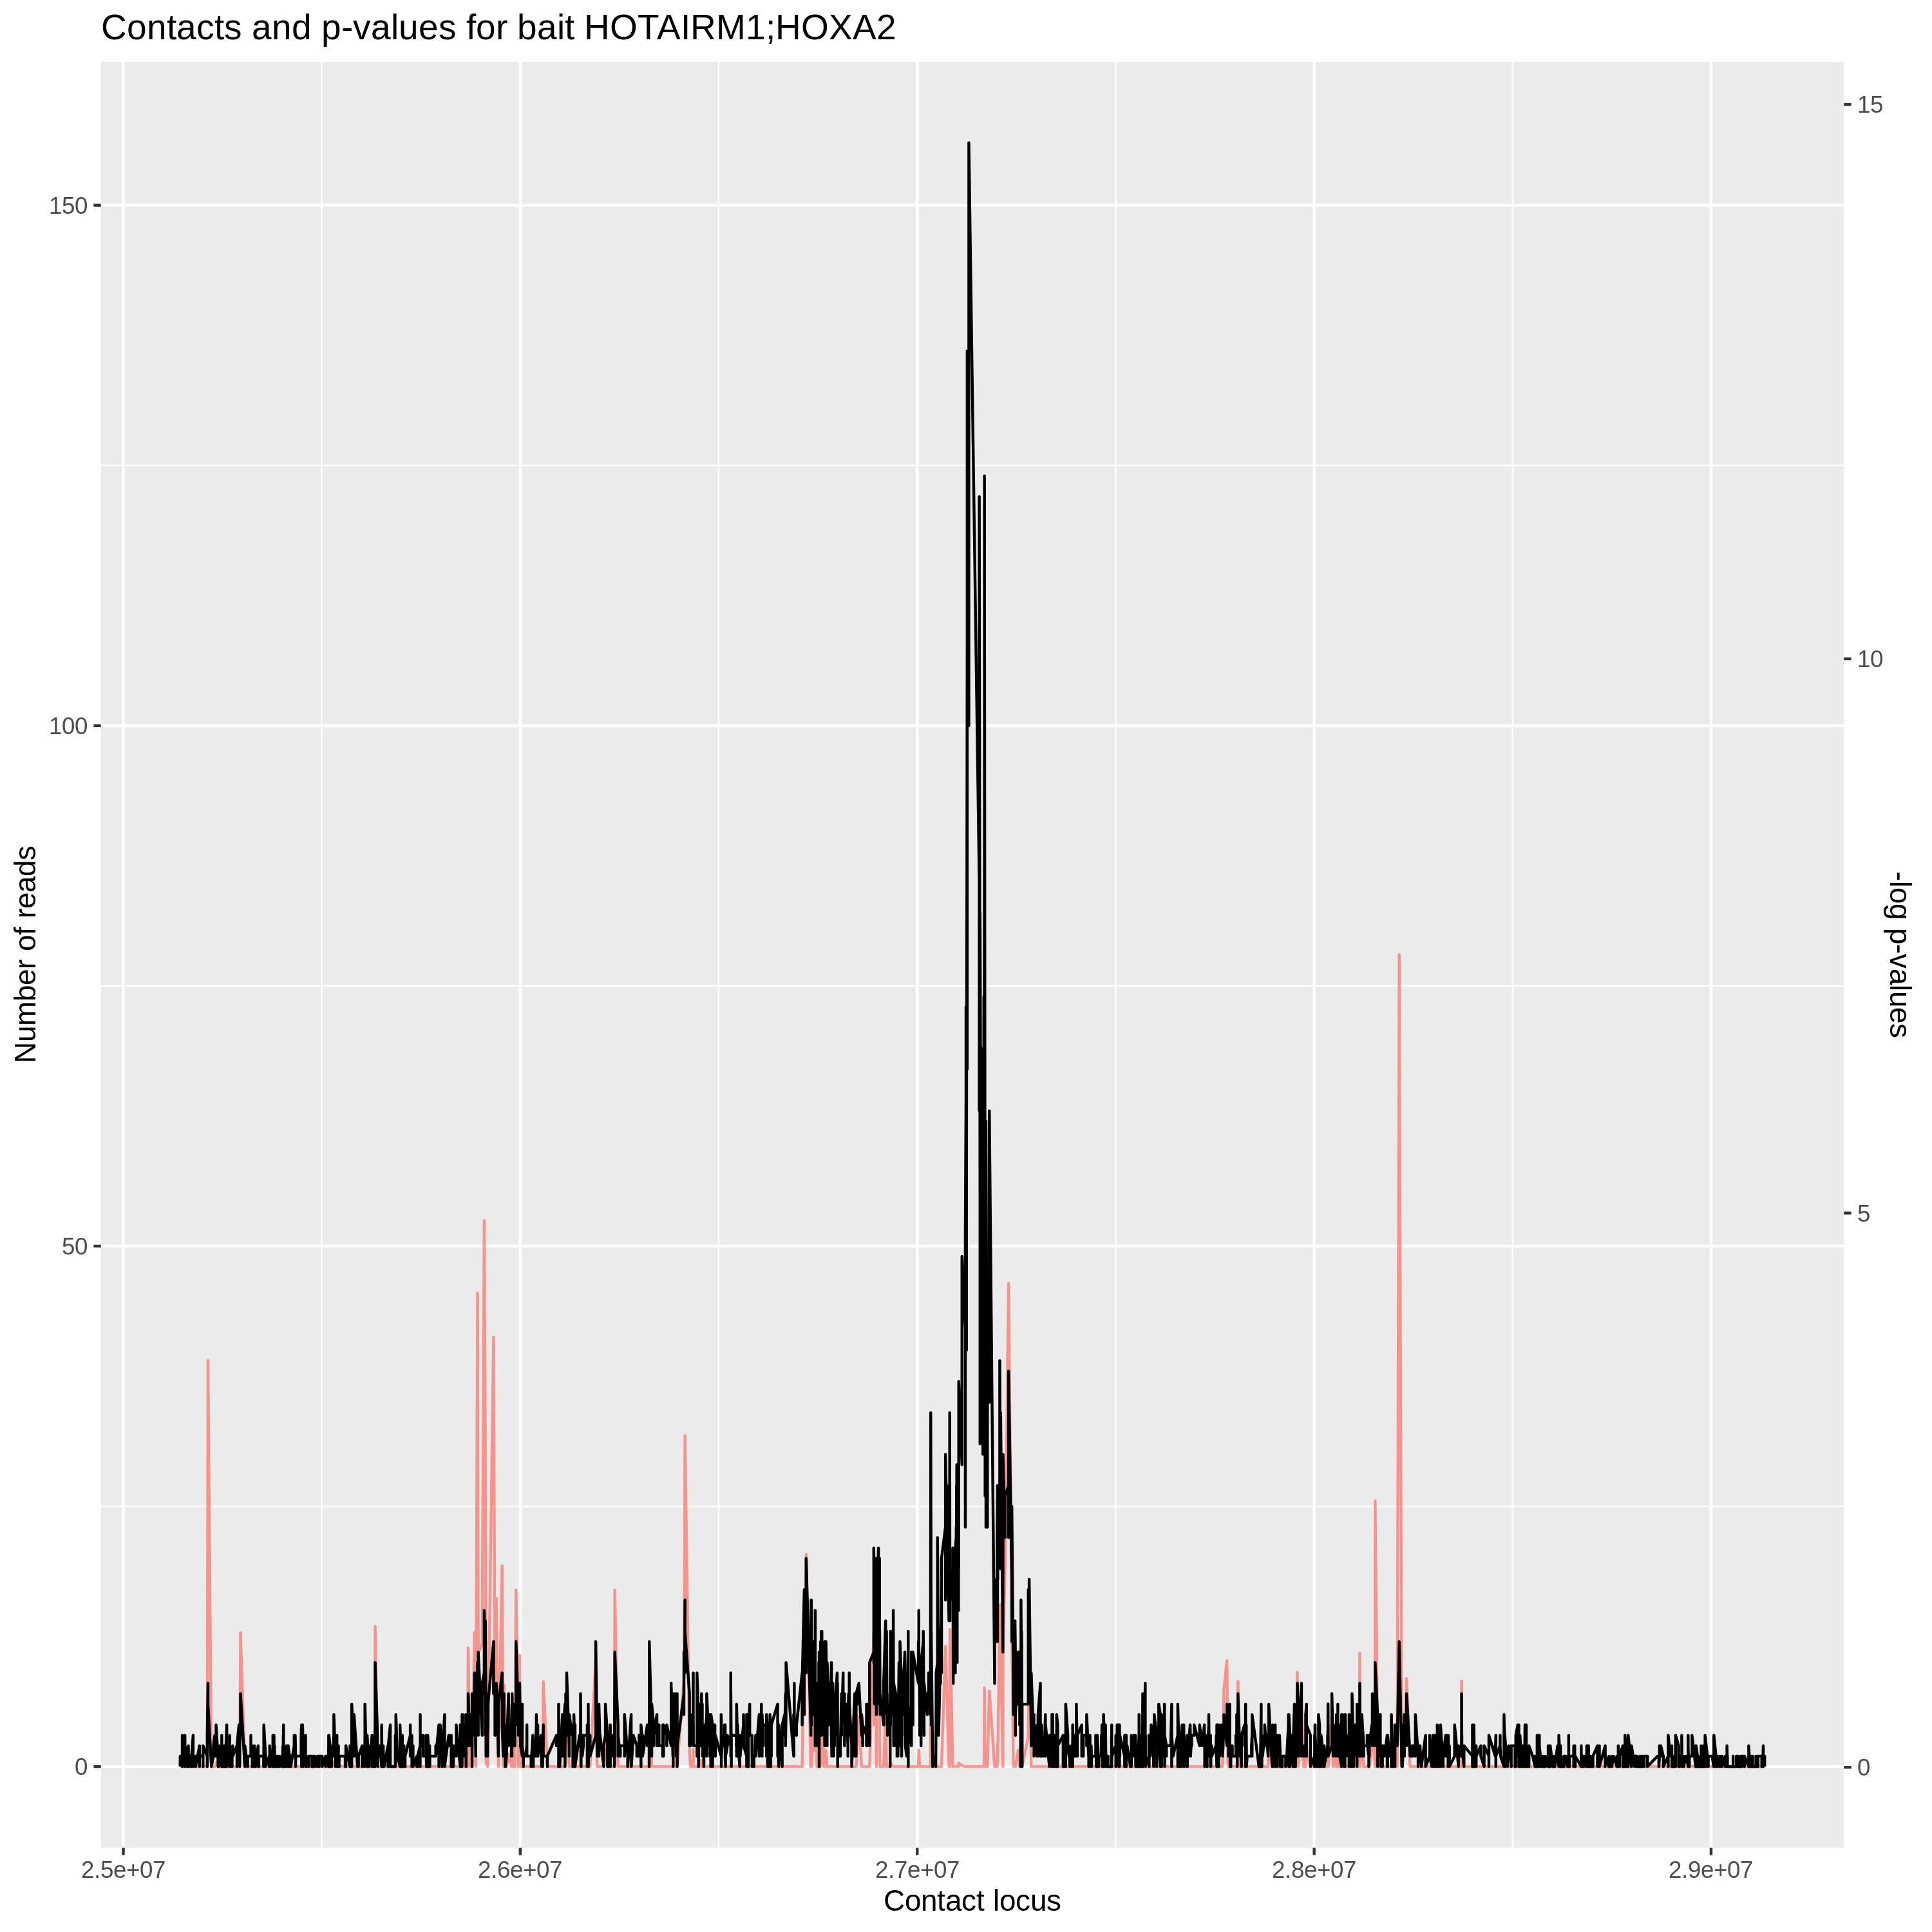 Contacts and p-values for bait HOTAIRM1;HOXA2
Number of reads
150
100
50
0
15
10
5
0
-log p-values
2.5e+07 2.6e+07 2.7e+07 2.8e+07 2.9e+07
Contact locus